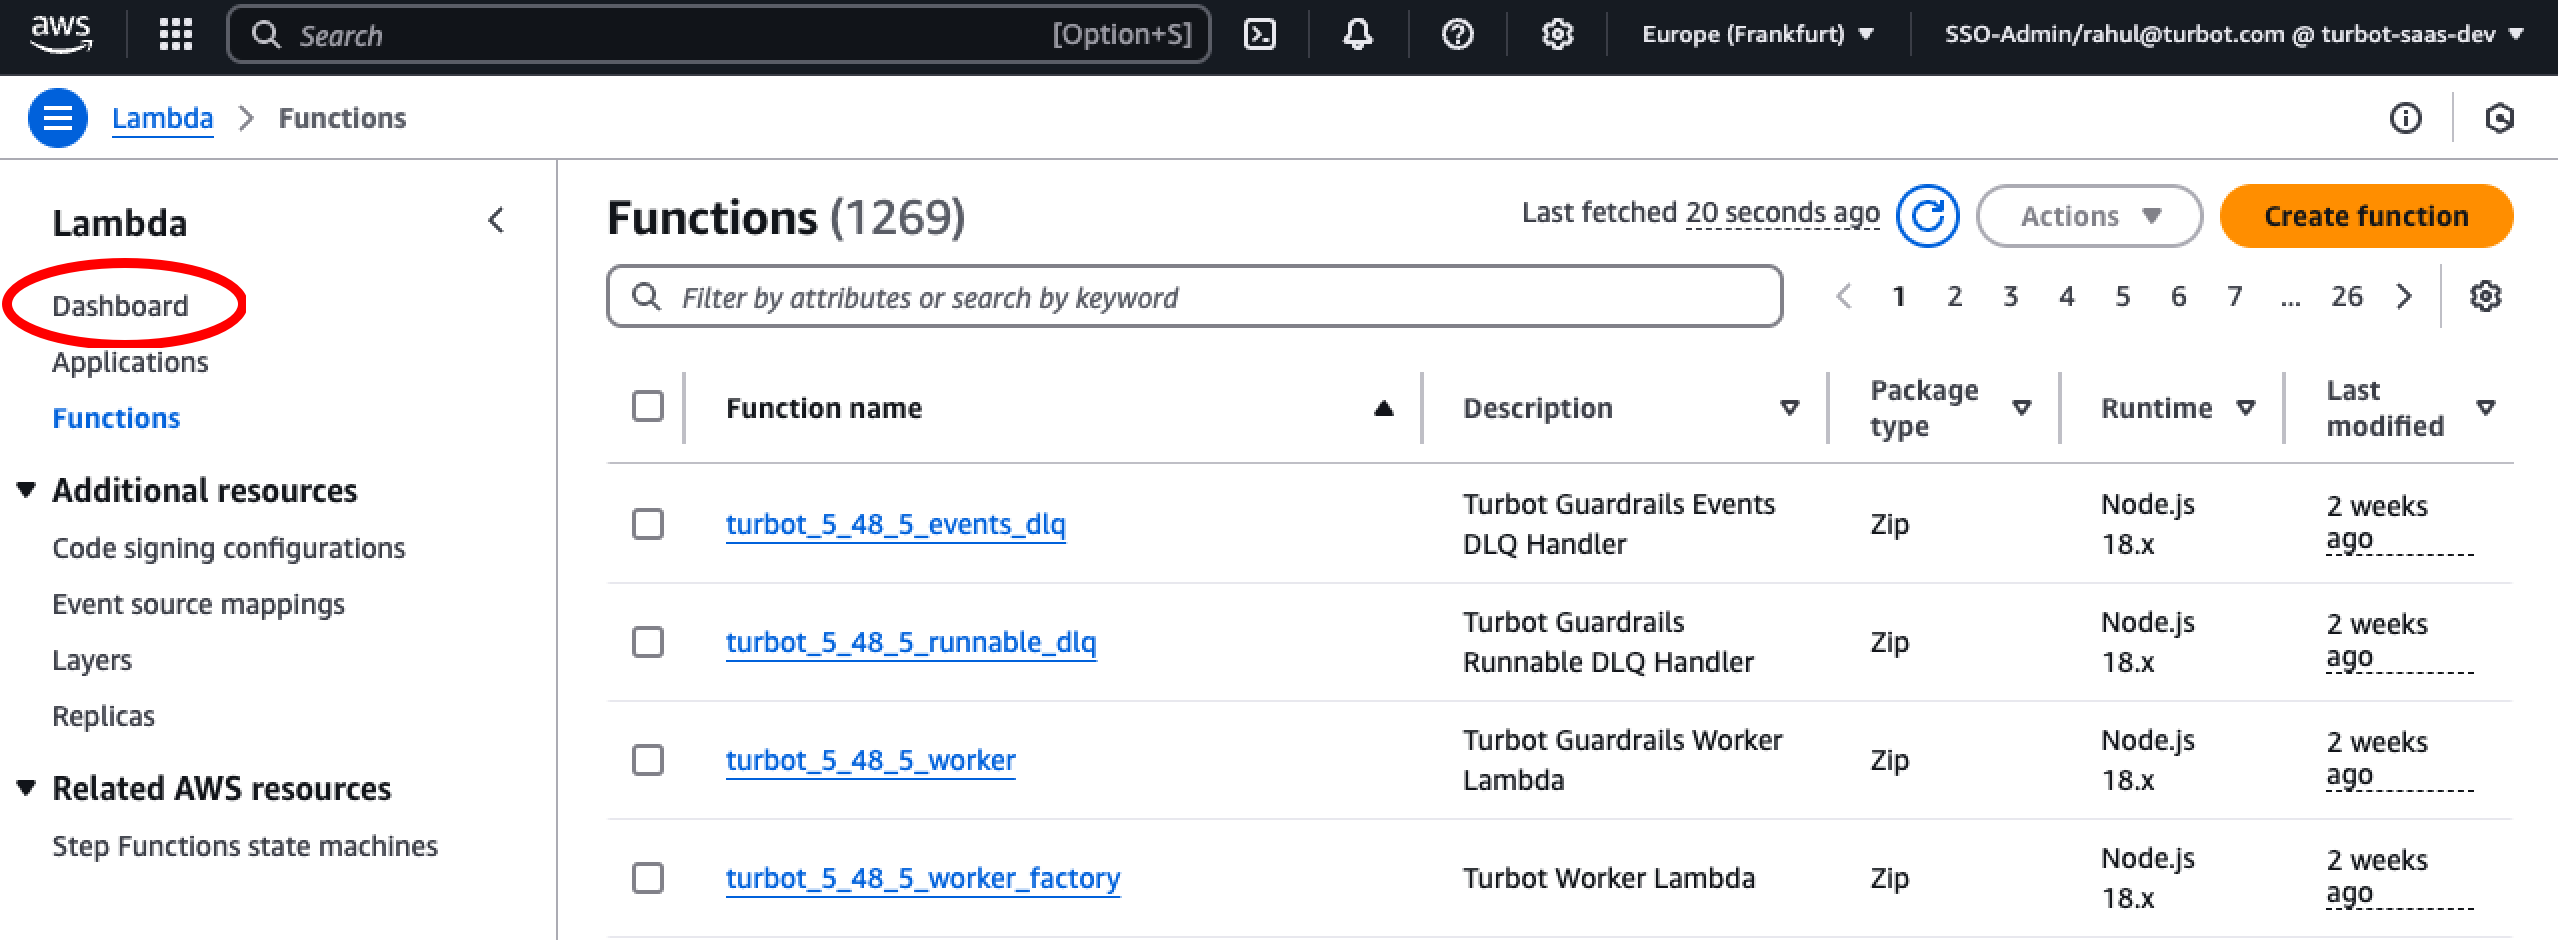 aws
Search [Option+S] Europe (Frankfurt) SSO-Admin/rahul@turbot.com @ turbot-saas-dev
Lambda Functions
Lambda
Dashboard
Applications
Functions
Additional resources
Code signing configurations
Event source mappings
Layers
Replicas
Related AWS resources
Step Functions state machines
Functions (1269)
Last fetched 20 seconds ago Actions Create function
Filter by attributes or search by keyword 1 2 3 4 5 6 7 ... 26
Function name Description Package type Runtime Last modified
turbot_5_48_5_events_dlq Turbot Guardrails Events DLQ Handler Zip Node.js 18.x 2 weeks ago
turbot_5_48_5_runnable_dlq Turbot Guardrails Runnable DLQ Handler Zip Node.js 18.x 2 weeks ago
turbot_5_48_5_worker Turbot Guardrails Worker Lambda Zip Node.js 18.x 2 weeks ago
turbot_5_48_5_worker_factory Turbot Worker Lambda Zip Node.js 18.x 2 weeks ago